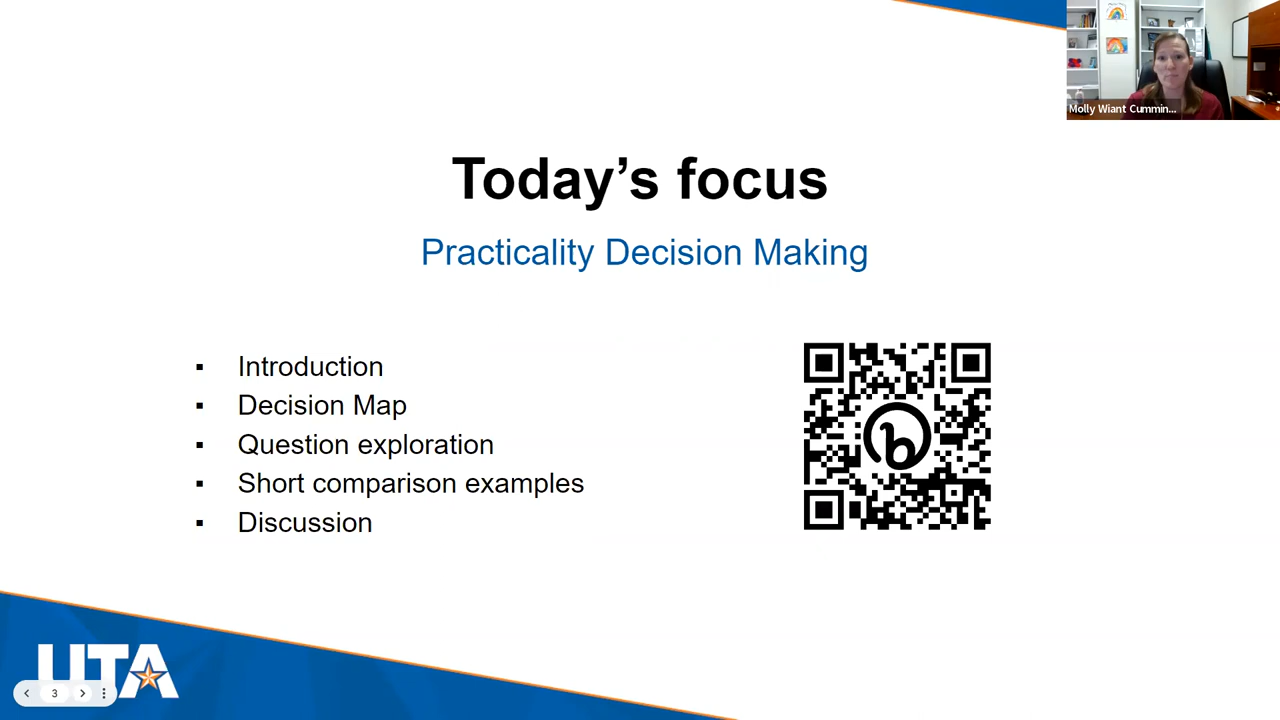 Molly Wiant Cummin...
Today’s focus
Practicality Decision Making
▪ Introduction
▪ Decision Map
▪ Question exploration
▪ Short comparison examples
▪ Discussion
b
UTA
3